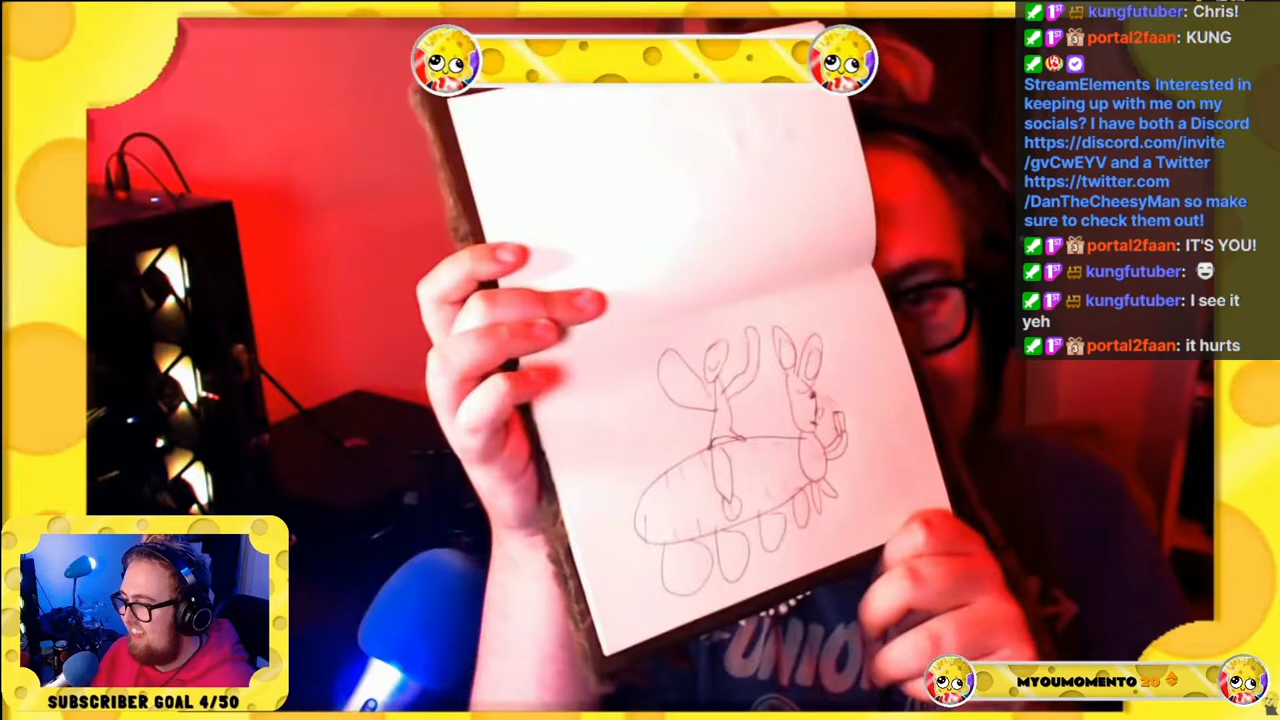 kungfutuber: Chris!
portal2faan: KUNG
StreamElements Interested in
keeping up with me on my
socials? I have both a Discord
https://discord.com/invite
/gvCwEYV and a Twitter
https://twitter.com
/DanTheCheesyMan so make
sure to check them out!
portal2faan: IT'S YOU!
kungfutuber:
kungfutuber: I see it
yeh
portal2faan: it hurts
UNION
SUBSCRIBER GOAL 4/50
MYOUMOMENTO 20